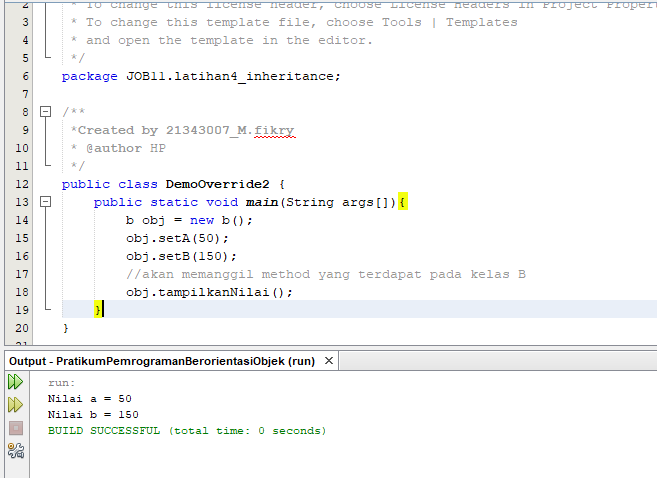 2 * To change this license header, choose License Headers in Project Proper
3 * To change this template file, choose Tools | Templates
4 * and open the template in the editor.
5 */
6 package JOB11.latihan4_inheritance;
7
8 /**
9 *Created by 21343007_M.fikry
10 * @author HP
11 */
12 public class DemoOverride2 {
13 public static void main(String args[]){
14 b obj = new b();
15 obj.setA(50);
16 obj.setB(150);
17 //akan memanggil method yang terdapat pada kelas B
18 obj.tampilkanNilai();
19 }
20 }
21
Output - PratikumPemrogramanBerorientasiObjek (run) ×
run:
Nilai a = 50
Nilai b = 150
BUILD SUCCESSFUL (total time: 0 seconds)